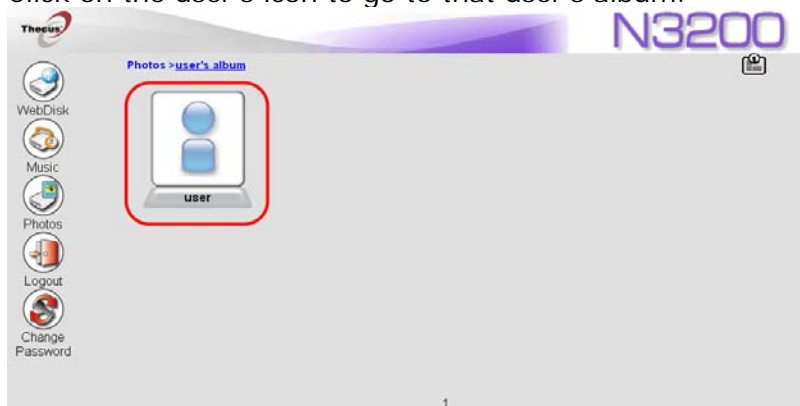 Click on the user's icon to go to that user's album.
Thecus
N3200
Photos >user's album
WebDisk
Music
Photos
Logout
Change
Password
user
1